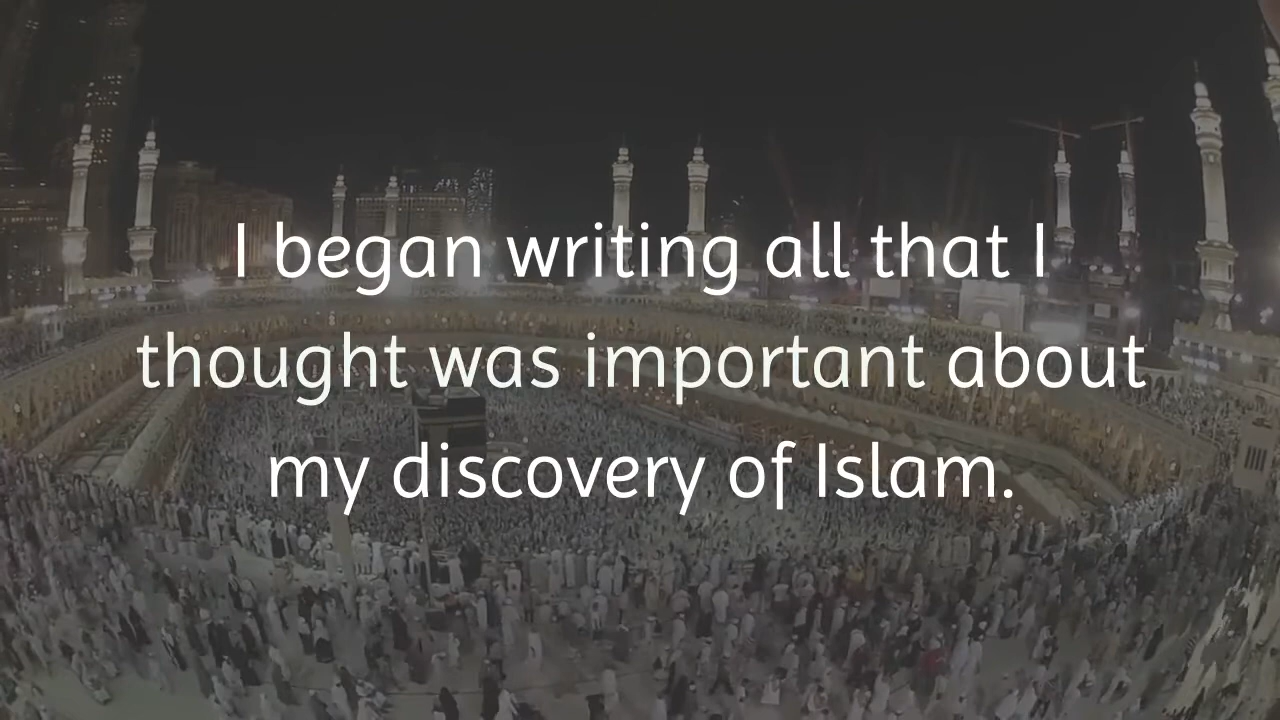 I began writing all that I
thought was important about
my discovery of Islam.